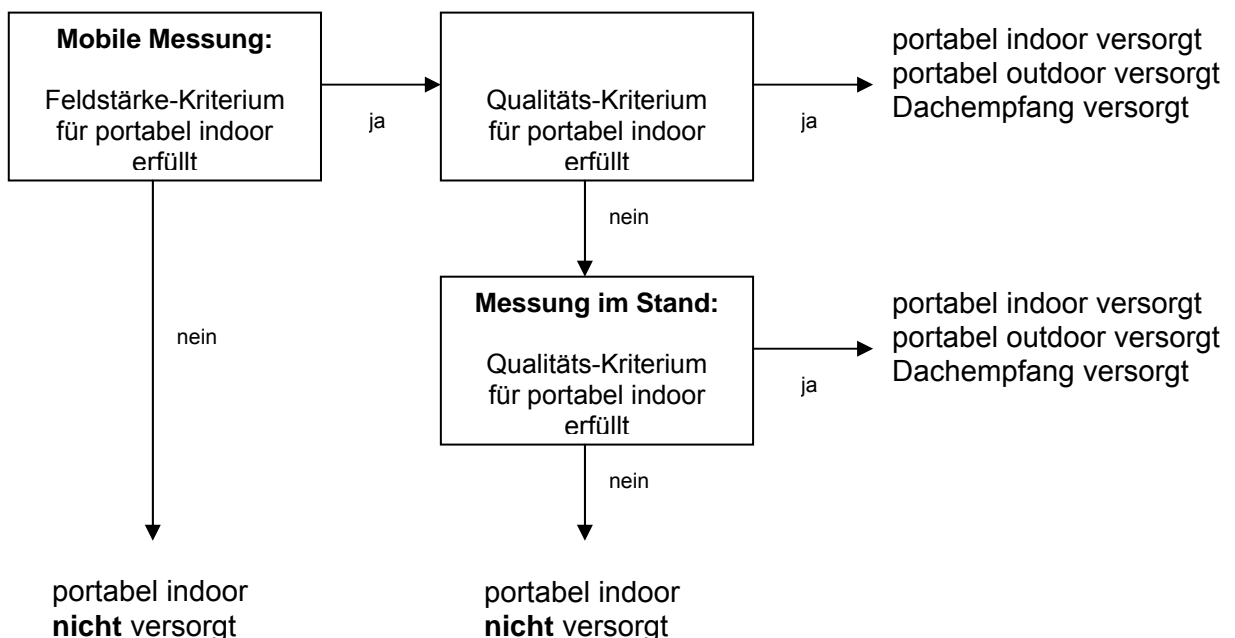 Mobile Messung:
Feldstärke-Kriterium
für portabel indoor
erfüllt
ja
Qualitäts-Kriterium
für portabel indoor
erfüllt
ja
portabel indoor versorgt
portabel outdoor versorgt
Dachempfang versorgt
nein
nein
Messung im Stand:
Qualitäts-Kriterium
für portabel indoor
erfüllt
ja
portabel indoor versorgt
portabel outdoor versorgt
Dachempfang versorgt
nein
portabel indoor
nicht versorgt
portabel indoor
nicht versorgt